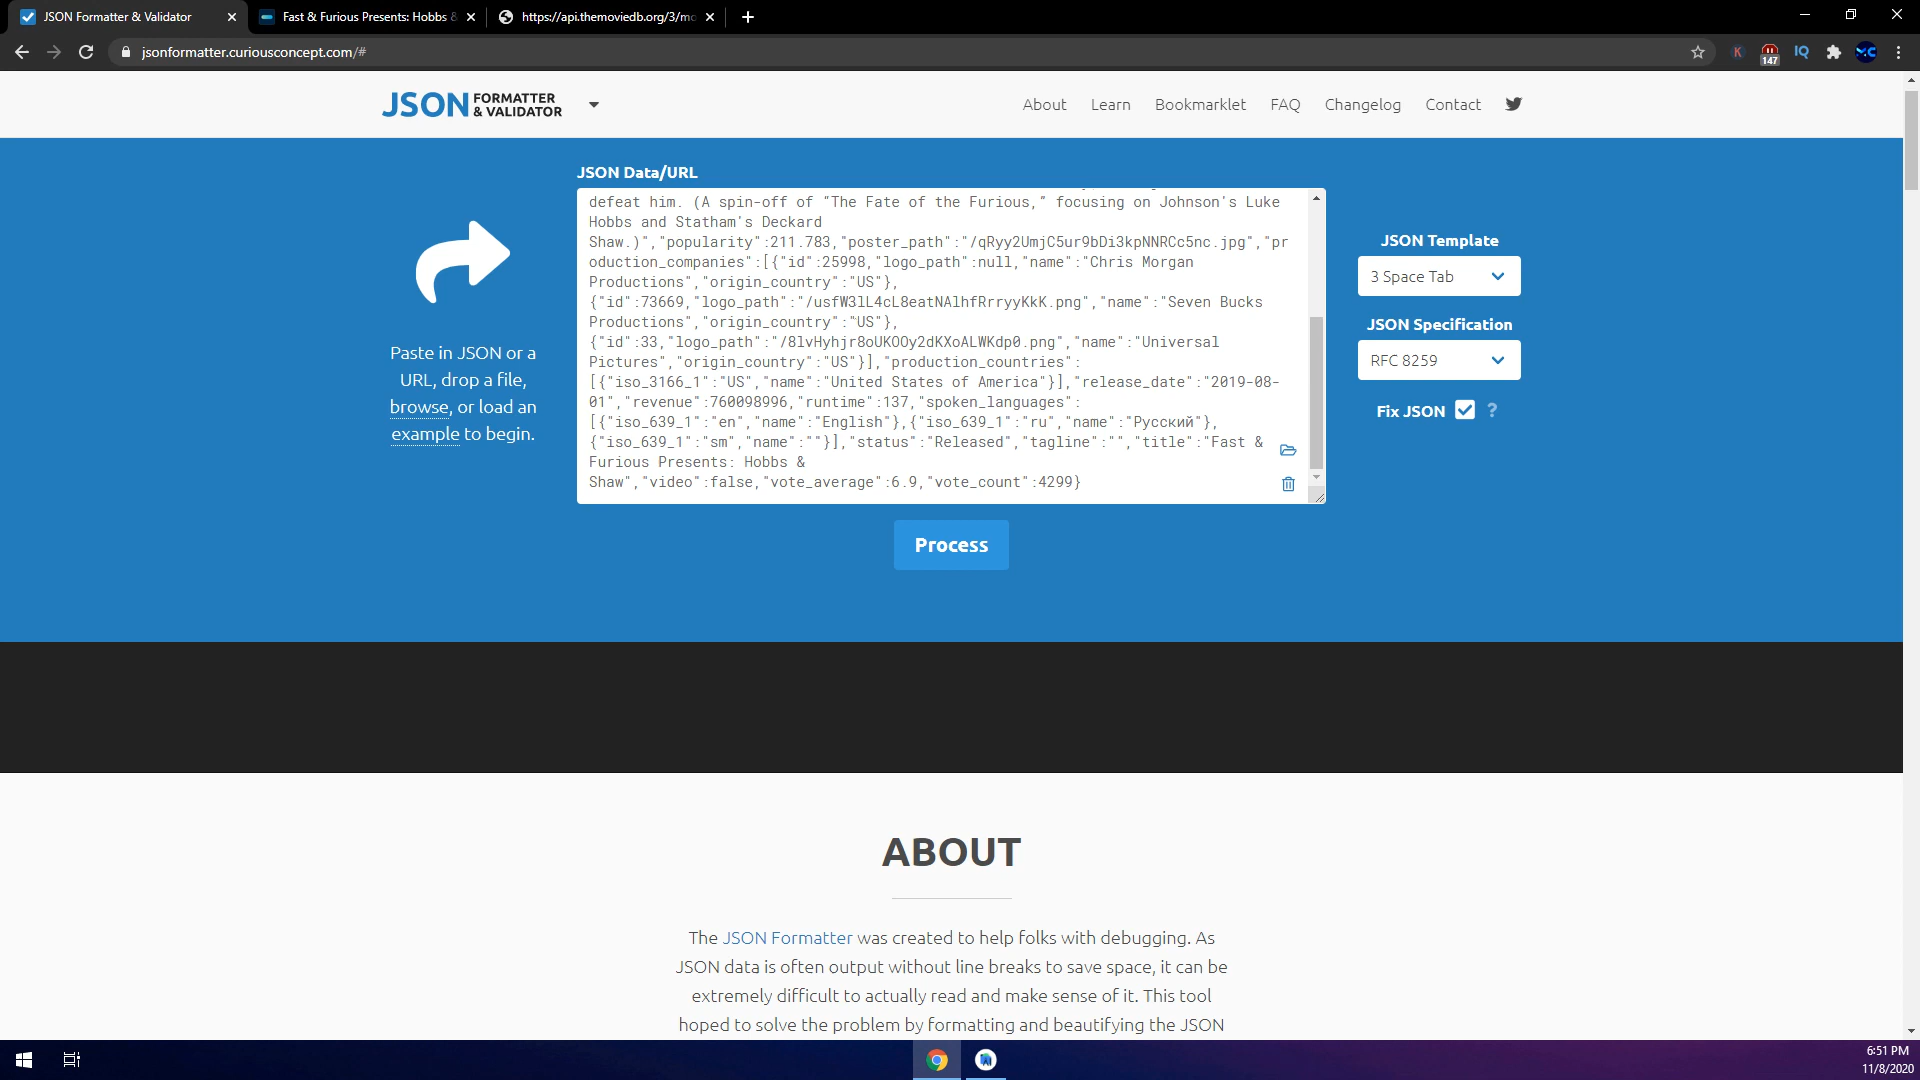 JSON Formatter & Validator
Fast & Furious Presents: Hobbs &
https://api.themoviedb.org/3/mo
jsonformatter.curiousconcept.com/#
K
147
IQ
JSON FORMATTER
& VALIDATOR
About Learn Bookmarklet FAQ Changelog Contact
JSON Data/URL
defeat him. (A spin-off of "The Fate of the Furious," focusing on Johnson's Luke
Hobbs and Statham's Deckard
Shaw.)","popularity":211.783,"poster_path":"/qRyy2UmjC5ur9bDi3kpNNRCc5nc.jpg","pr
oduction_companies":[{"id":25998,"logo_path":null,"name":"Chris Morgan
Productions","origin_country":"US"},
{"id":73669,"logo_path":"/usfW3lL4cL8eatNAlhfRrryyKkK.png","name":"Seven Bucks
Productions","origin_country":"US"},
{"id":33,"logo_path":"/8lvHyhjr8oUKOOy2dKXoALWKdp0.png","name":"Universal
Pictures","origin_country":"US"}],"production_countries":
[{"iso_3166_1":"US","name":"United States of America"}],"release_date":"2019-08-
01","revenue":760098996,"runtime":137,"spoken_languages":
[{"iso_639_1":"en","name":"English"},{"iso_639_1":"ru","name":"Pусский"},
{"iso_639_1":"sm","name":""}],"status":"Released","tagline":"","title":"Fast &
Furious Presents: Hobbs &
Shaw","video":false,"vote_average":6.9,"vote_count":4299}
Paste in JSON or a
URL, drop a file,
browse, or load an
example to begin.
JSON Template
3 Space Tab
JSON Specification
RFC 8259
Fix JSON ?
Process
ABOUT
The JSON Formatter was created to help folks with debugging. As
JSON data is often output without line breaks to save space, it can be
extremely difficult to actually read and make sense of it. This tool
hoped to solve the problem by formatting and beautifying the JSON
6:51 PM
11/8/2020